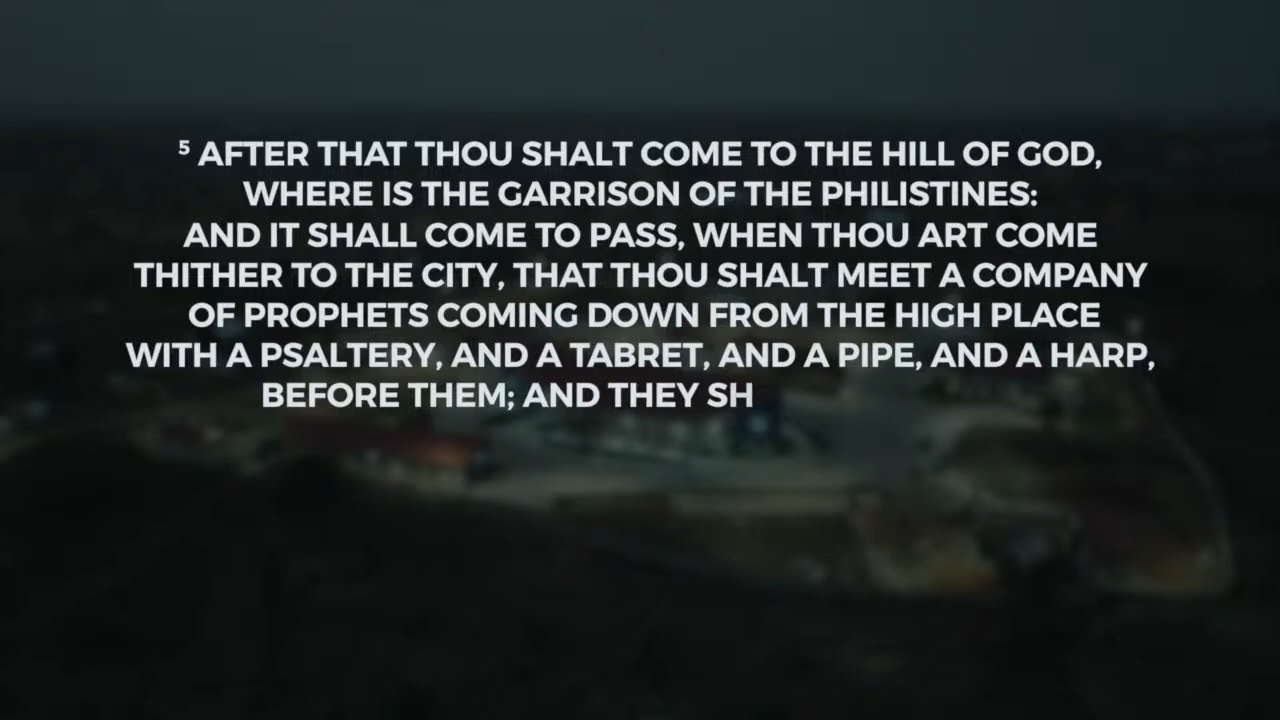 ⁵ AFTER THAT THOU SHALT COME TO THE HILL OF GOD,
WHERE IS THE GARRISON OF THE PHILISTINES:
AND IT SHALL COME TO PASS, WHEN THOU ART COME
THITHER TO THE CITY, THAT THOU SHALT MEET A COMPANY
OF PROPHETS COMING DOWN FROM THE HIGH PLACE
WITH A PSALTERY, AND A TABRET, AND A PIPE, AND A HARP,
BEFORE THEM; AND THEY SH